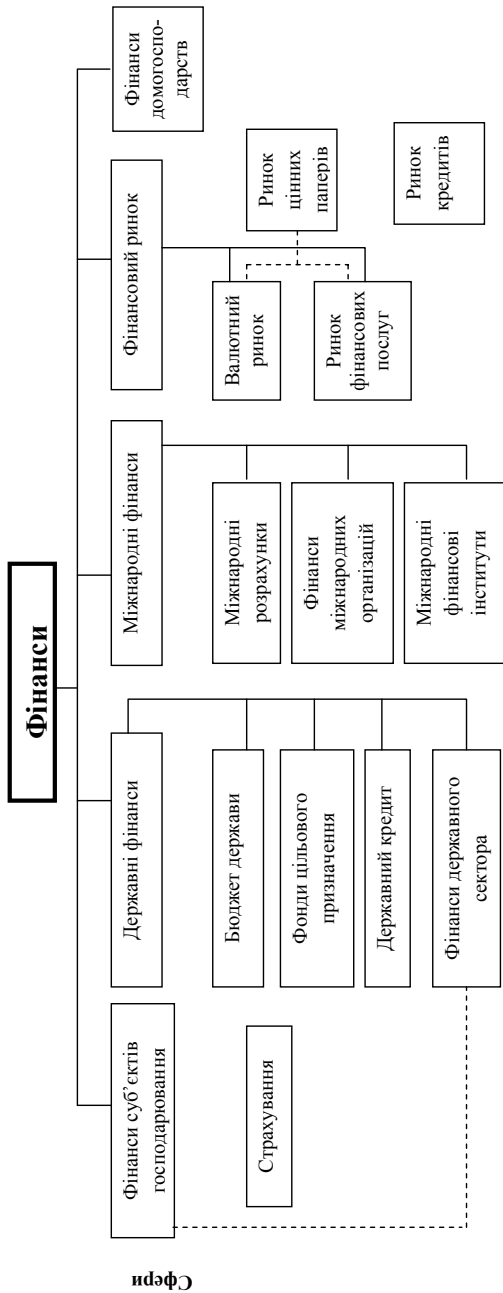 Фінанси
Сфери
Фінанси суб’єктів
господарювання
Державні фінанси
Міжнародні фінанси
Фінансовий ринок
Фінанси
домогоспо-
дарств
Страхування
Бюджет держави
Фонди цільового
призначення
Державний кредит
Фінанси державного
сектора
Міжнародні
розрахунки
Фінанси
міжнародних
організацій
Міжнародні
фінансові
інститути
Валютний
ринок
Ринок
фінансових
послуг
Ринок
цінних
паперів
Ринок
кредитів